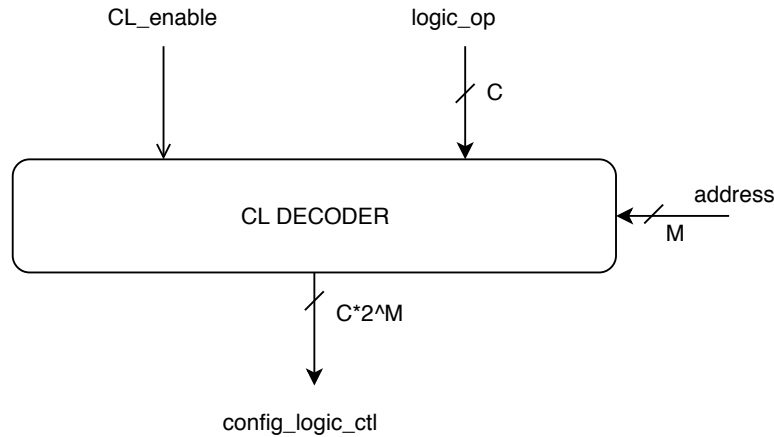 CL_enable
logic_op
C
CL DECODER
address
M
C*2^M
config_logic_ctl